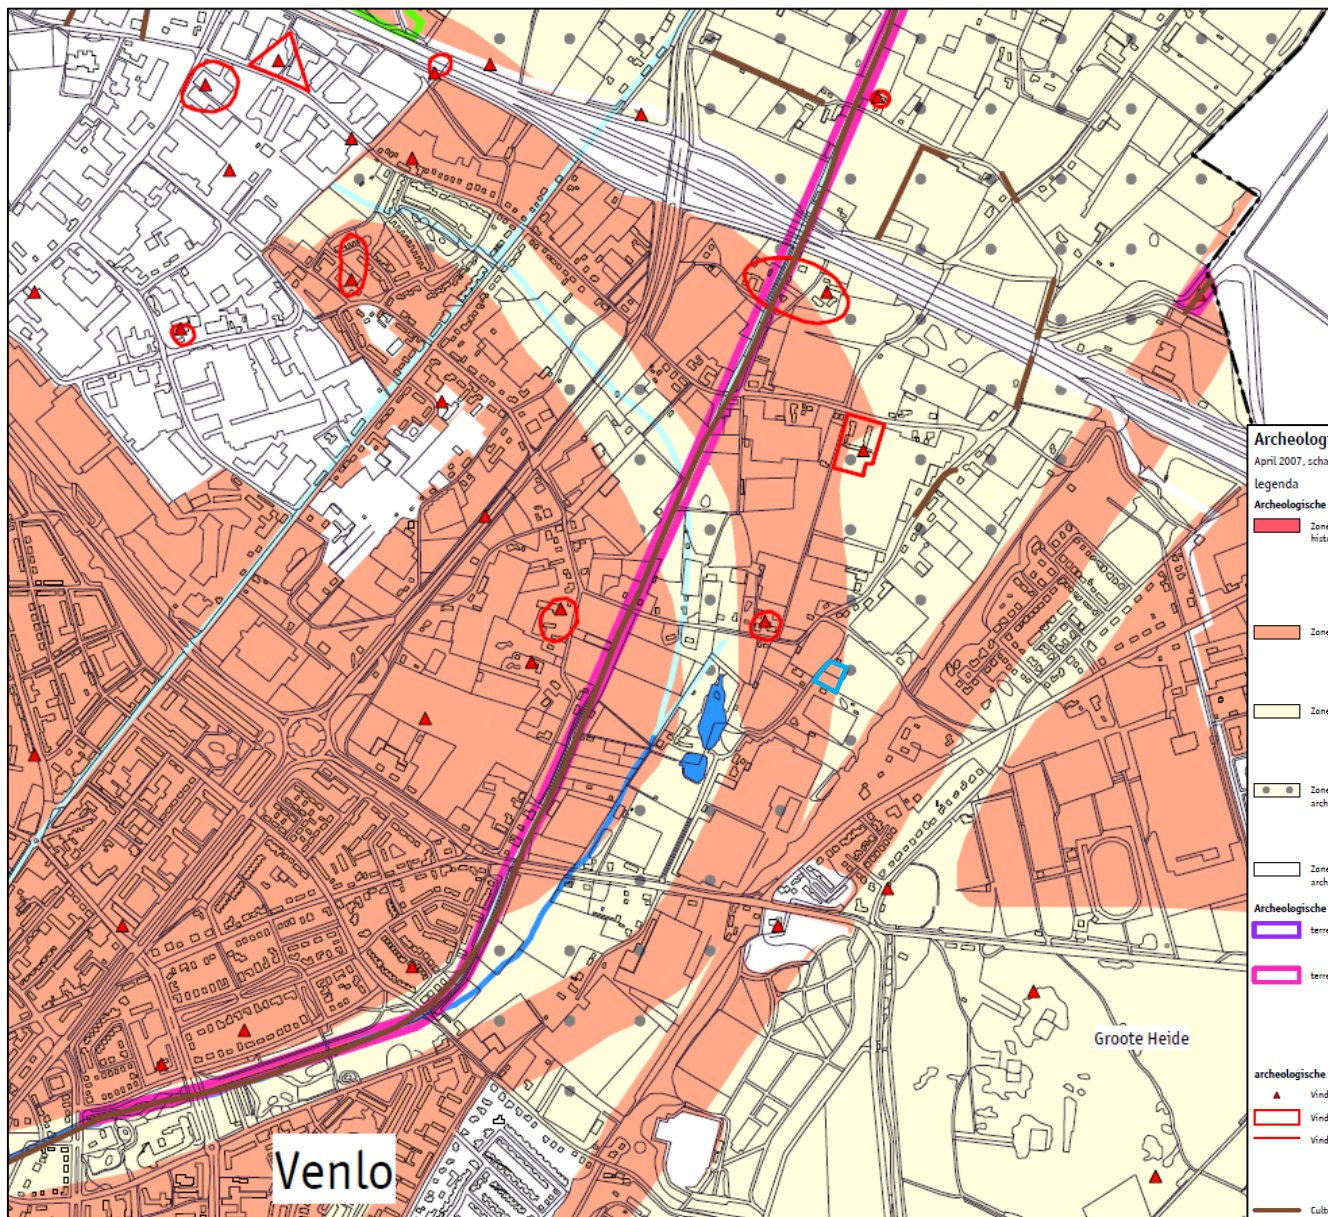 Groote Heide
Venlo
Archeolog
April 2007, scha
legenda
Archeologische
Zone
histo
Zone
Zone
Zone
arch
Zone
arch
Archeologische
terre
terre
archeologische
Vind
Vind
Vind
Cult